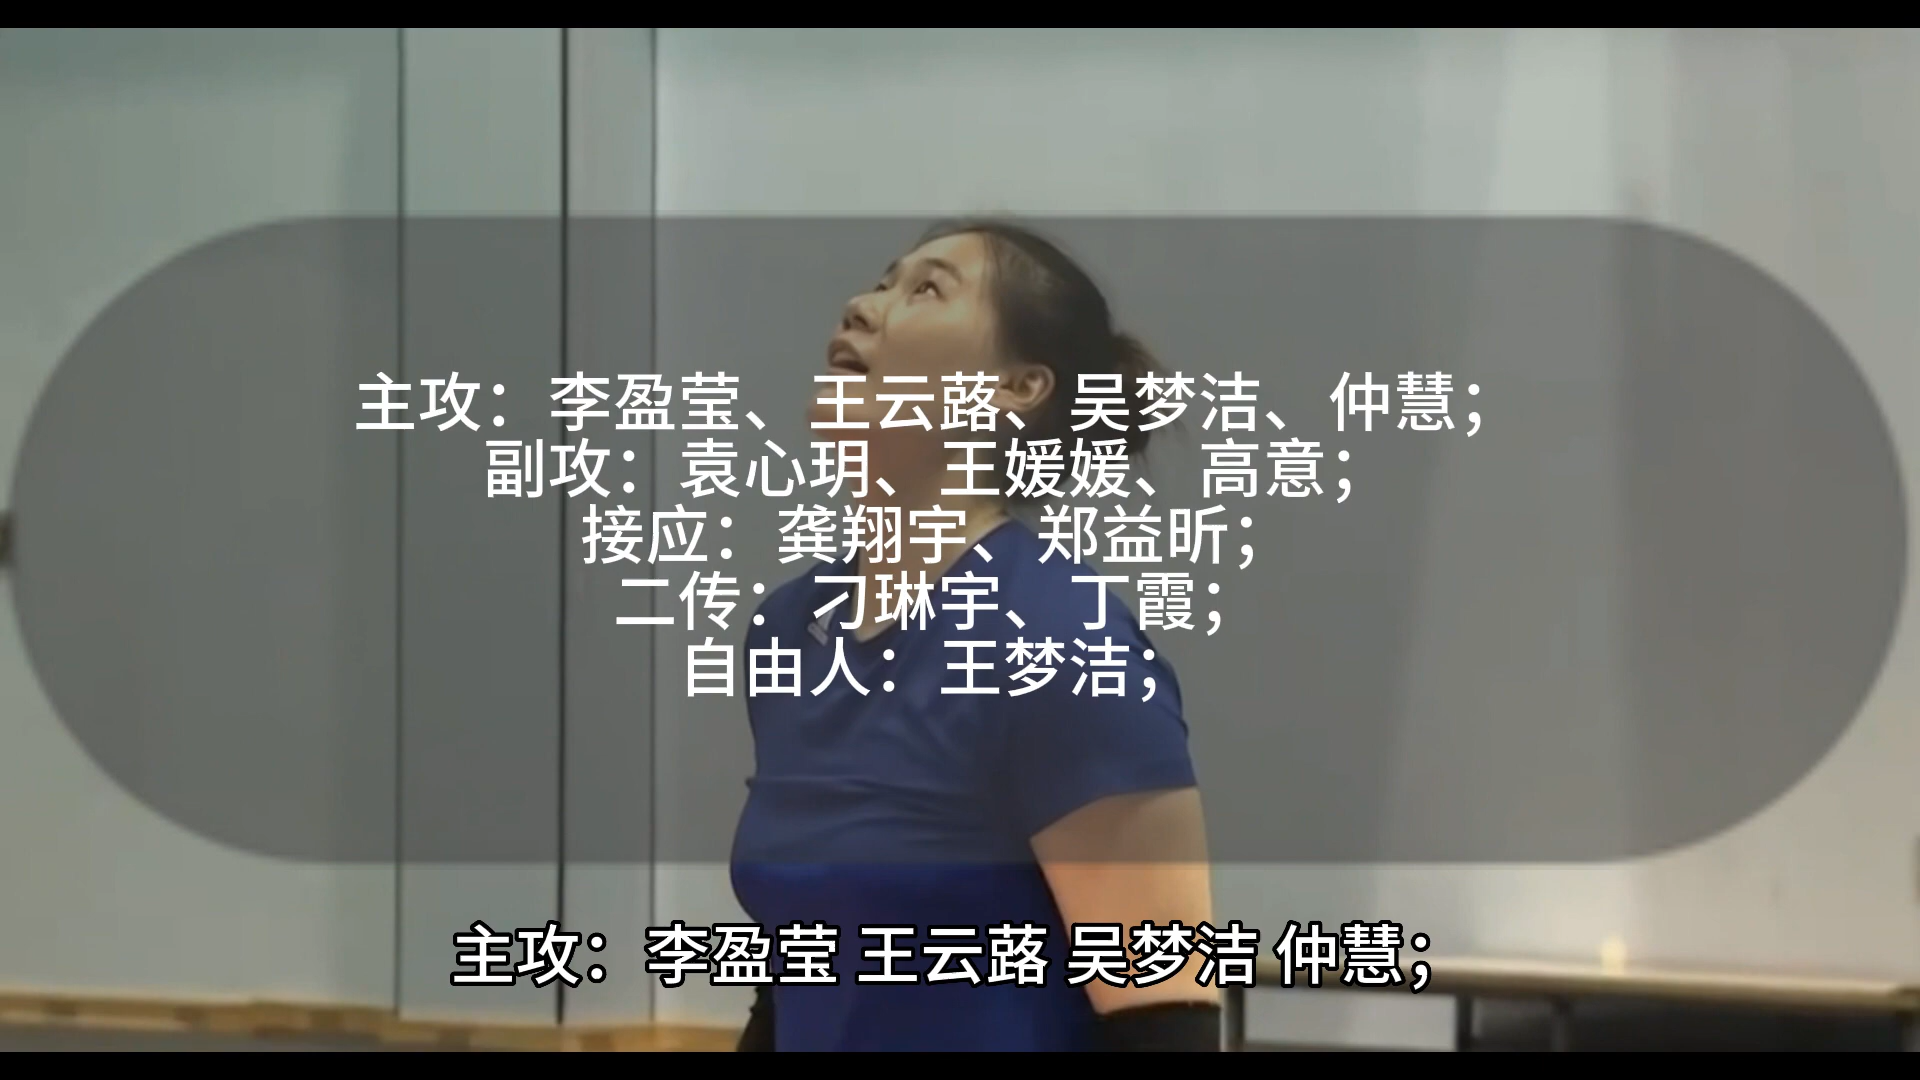 主攻：李盈莹、王云蕗、吴梦洁、仲慧；
副攻：袁心玥、王媛媛、高意；
接应：龚翔宇、郑益昕；
二传：刁琳宇、丁霞；
自由人：王梦洁；
主攻：李盈莹 王云蕗 吴梦洁 仲慧；